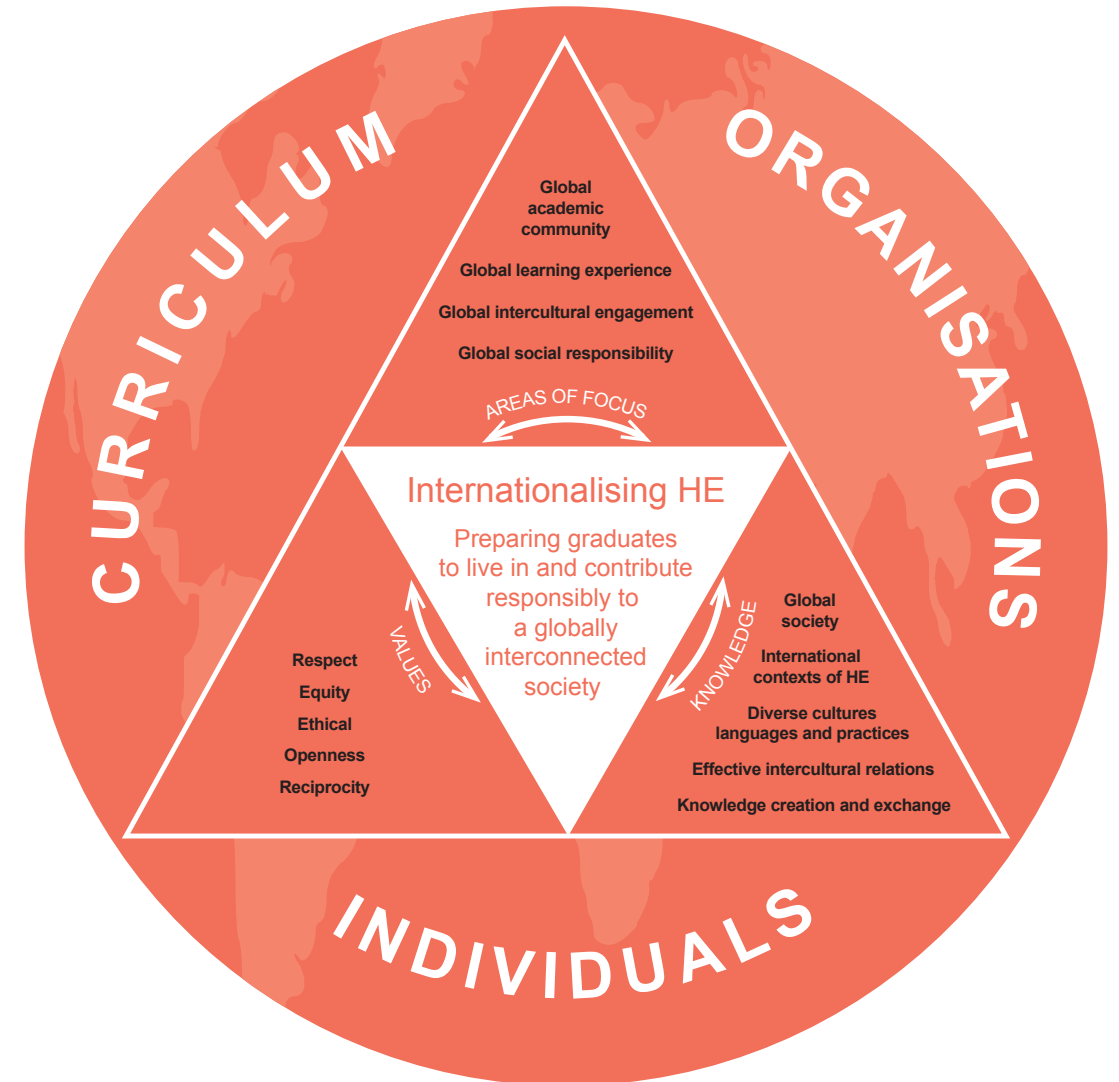 CURRICULUM
ORGANISATIONS
Global
academic
community
Global learning experience
Global intercultural engagement
Global social responsibility
AREAS OF FOCUS
Internationalising HE
Preparing graduates
to live in and contribute
responsibly to
a globally
interconnected
society
VALUES
Respect
Equity
Ethical
Openness
Reciprocity
KNOWLEDGE
Global
society
International
contexts of HE
Diverse cultures
languages and practices
Effective intercultural relations
Knowledge creation and exchange
INDIVIDUALS